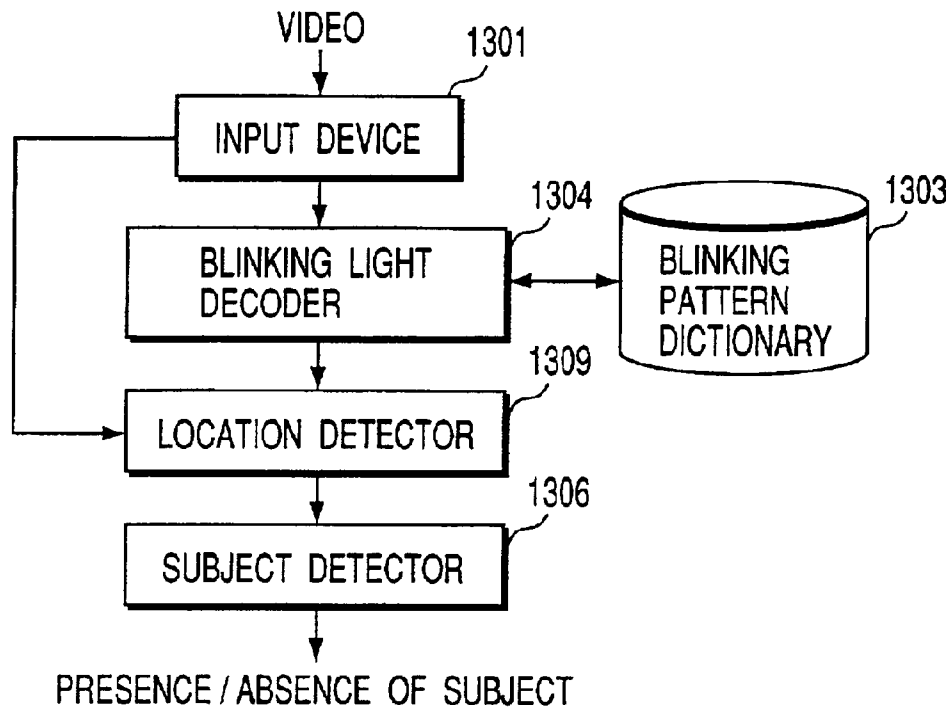 VIDEO
1301
INPUT DEVICE
1304
1303
BLINKING LIGHT
DECODER
BLINKING
PATTERN
DICTIONARY
1309
LOCATION DETECTOR
1306
SUBJECT DETECTOR
PRESENCE / ABSENCE OF SUBJECT